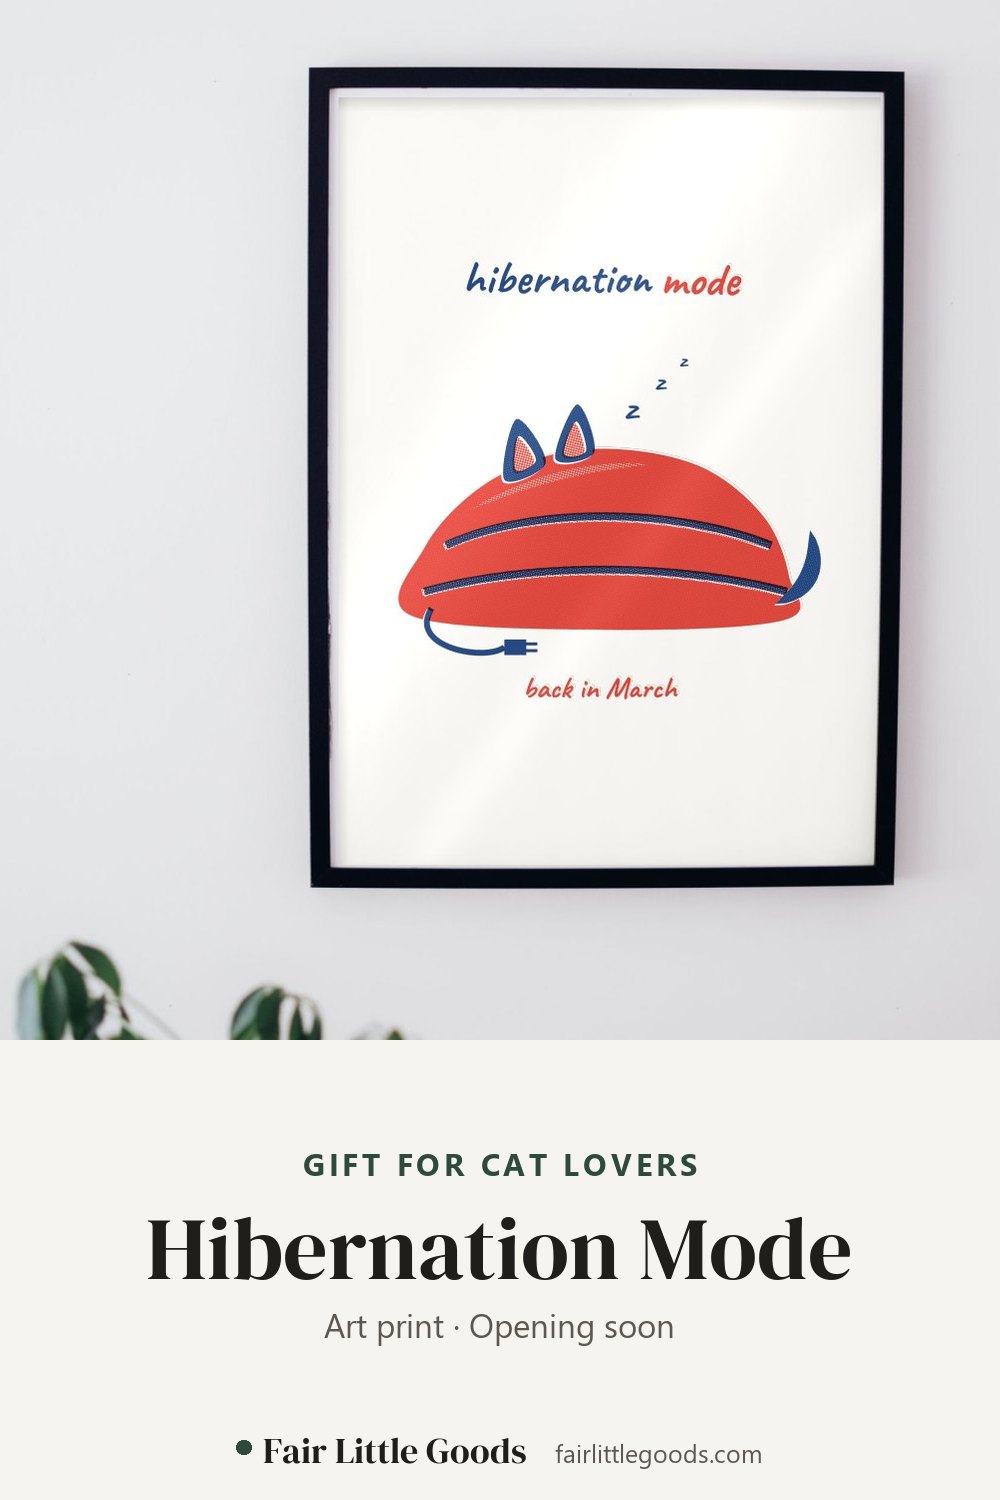 hibernation mode
z
z
z
back in March
GIFT FOR CAT LOVERS
Hibernation Mode
Art print · Opening soon
Fair Little Goods fairlittlegoods.com